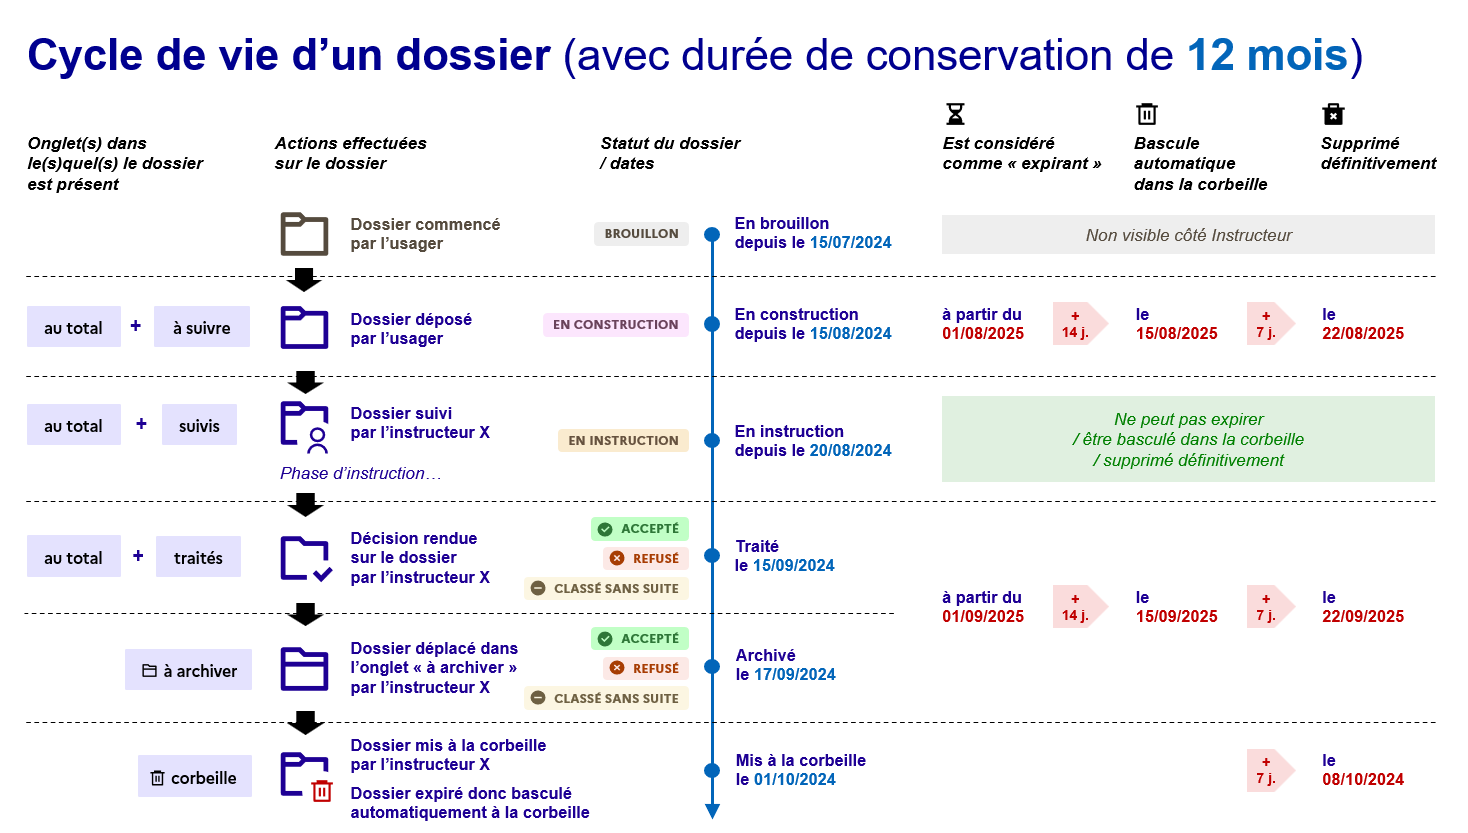 Cycle de vie d’un dossier (avec durée de conservation de 12 mois)
Onglet(s) dans
le(s)quel(s) le dossier
est présent
Actions effectuées
sur le dossier
Statut du dossier
/ dates
Est considéré
comme « expirant »
Bascule
automatique
dans la corbeille
Supprimé
définitivement
Dossier commencé
par l’usager
BROUILLON
En brouillon
depuis le 15/07/2024
Non visible côté Instructeur
au total + à suivre
Dossier déposé
par l’usager
EN CONSTRUCTION
En construction
depuis le 15/08/2024
à partir du
01/08/2025
+
14 j.
le
15/08/2025
+
7 j.
le
22/08/2025
au total + suivis
Dossier suivi
par l’instructeur X
Phase d’instruction…
EN INSTRUCTION
En instruction
depuis le 20/08/2024
Ne peut pas expirer
/ être basculé dans la corbeille
/ supprimé définitivement
au total + traités
Décision rendue
sur le dossier
par l’instructeur X
ACCEPTÉ
REFUSÉ
CLASSÉ SANS SUITE
Traité
le 15/09/2024
à partir du
01/09/2025
+
14 j.
le
15/09/2025
+
7 j.
le
22/09/2025
à archiver
Dossier déplacé dans
l’onglet « à archiver »
par l’instructeur X
ACCEPTÉ
REFUSÉ
CLASSÉ SANS SUITE
Archivé
le 17/09/2024
corbeille
Dossier mis à la corbeille
par l’instructeur X
Dossier expiré donc basculé
automatiquement à la corbeille
Mis à la corbeille
le 01/10/2024
+
7 j.
le
08/10/2024